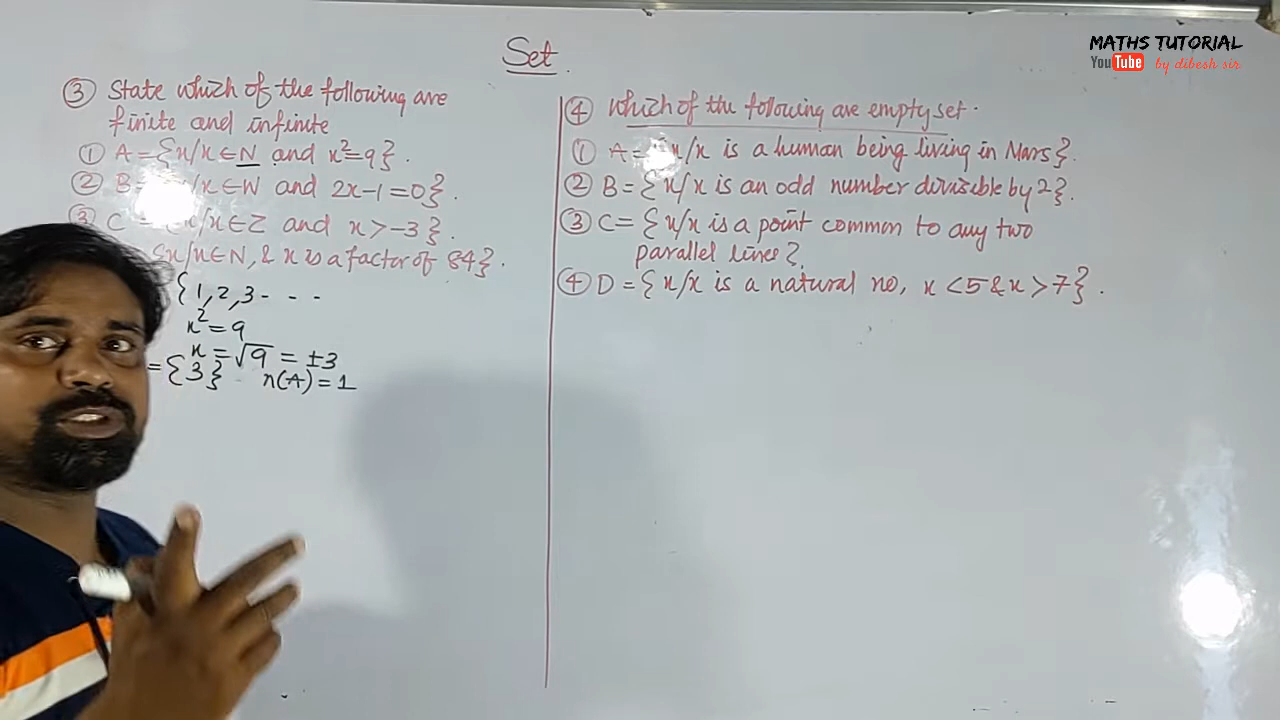 Set
MATHS TUTORIAL
YouTube by dibesh sir
③ State which of the following are
finite and infinite
① A={x/x∈N and x²=9}.
② B= /x∈W and 2x-1=0}.
③ C = /x∈Z and x>-3}.
{x/x∈N, & x is a factor of 84}.
{1,2,3- - -
x²=9
x=√9=±3
={3} n(A)=1
④ which of the following are empty set.
① A= x/x is a human being living in Mars}.
② B={x/x is an odd number divisible by 2}.
③ C={x/x is a point common to any two
parallel lines}.
④ D={x/x is a natural no, x<5&x>7}.